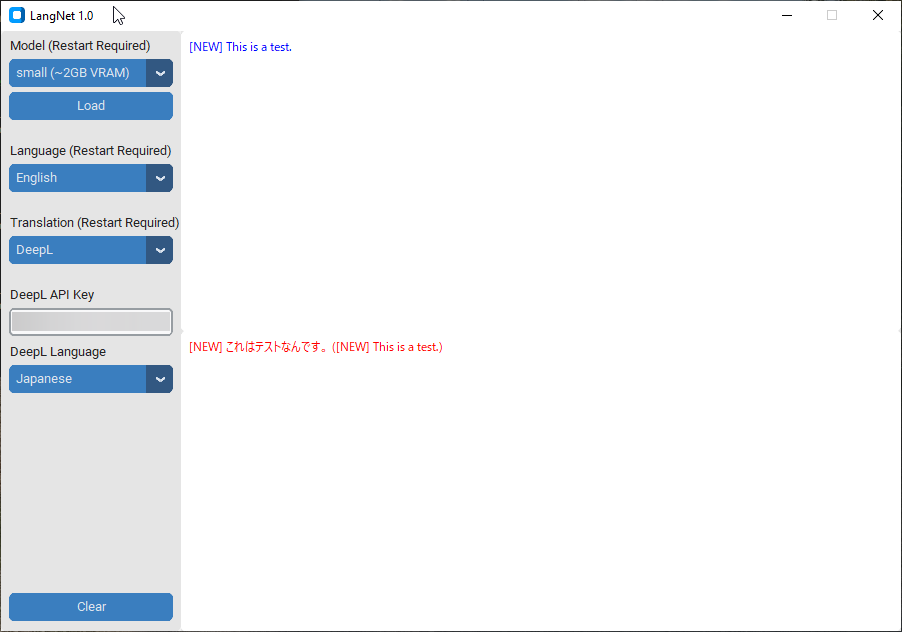 LangNet 1.0
Model (Restart Required)
small (~2GB VRAM)
Load
Language (Restart Required)
English
Translation (Restart Required)
DeepL
DeepL API Key
DeepL Language
Japanese
Clear
[NEW] This is a test.
[NEW] これはテストなんです。([NEW] This is a test.)